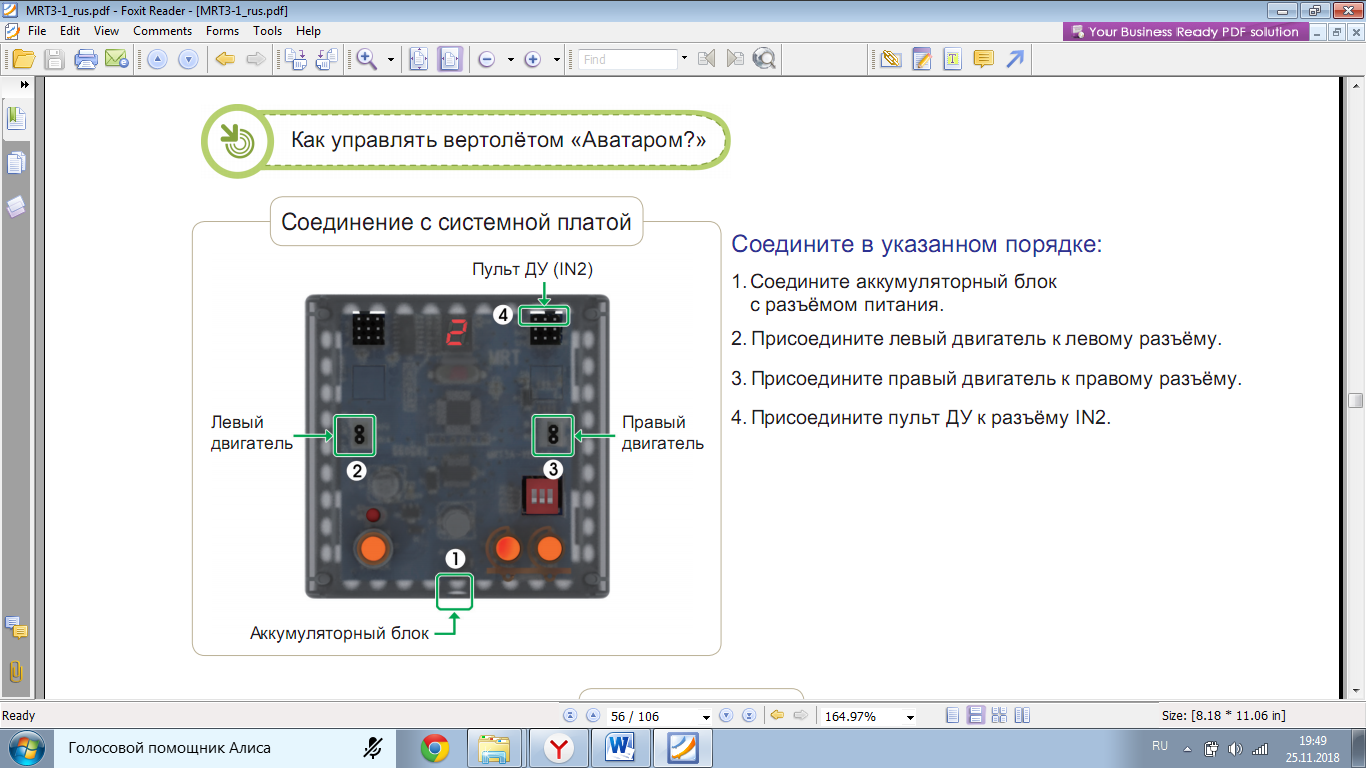 MRT3-1_rus.pdf - Foxit Reader - [MRT3-1_rus.pdf]
File Edit View Comments Forms Tools Help
Your Business Ready PDF solution
Find
Как управлять вертолётом «Аватаром?»
Соединение с системной платой
Пульт ДУ (IN2)
4
2
MRT
Левый
двигатель
Правый
двигатель
2
3
1
Аккумуляторный блок
Соедините в указанном порядке:
1. Соедините аккумуляторный блок
с разъёмом питания.
2. Присоедините левый двигатель к левому разъёму.
3. Присоедините правый двигатель к правому разъёму.
4. Присоедините пульт ДУ к разъёму IN2.
Ready
56 / 106
164.97%
Size: [8.18 * 11.06 in]
Голосовой помощник Алиса
RU
19:49
25.11.2018